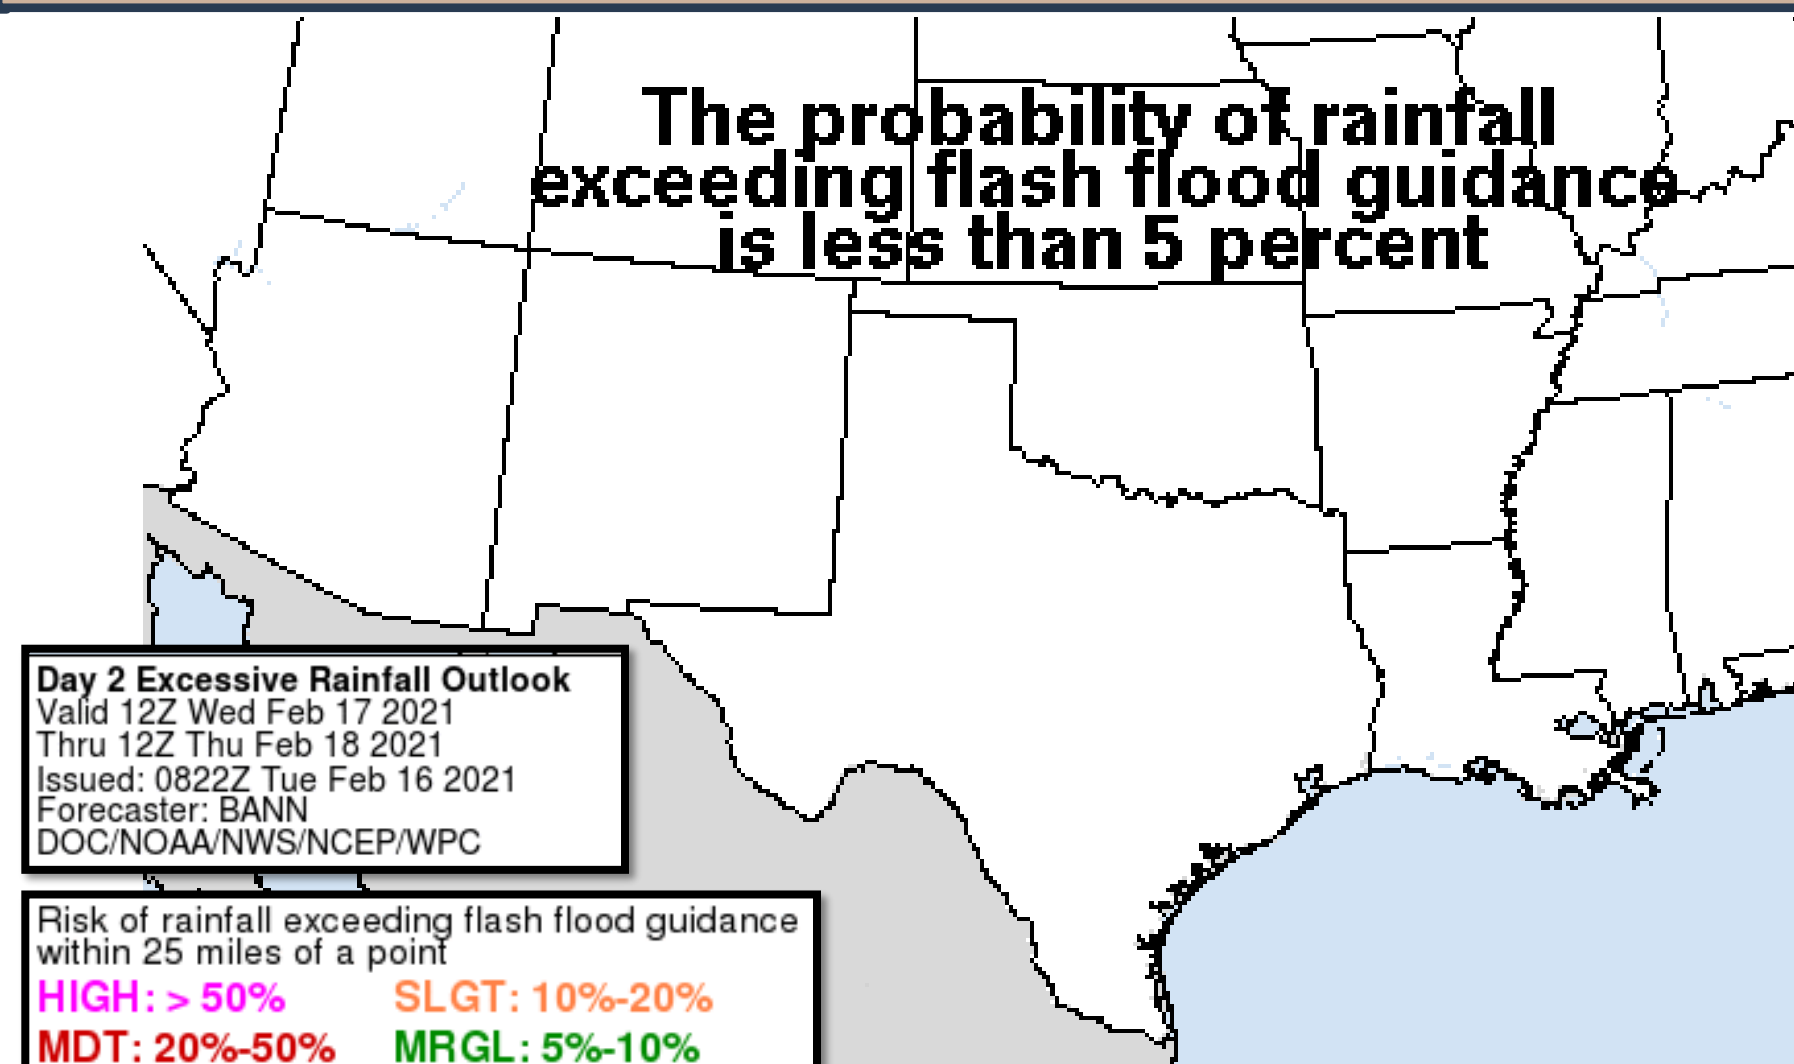 The probability of rainfall
exceeding flash flood guidance
is less than 5 percent
Day 2 Excessive Rainfall Outlook
Valid 12Z Wed Feb 17 2021
Thru 12Z Thu Feb 18 2021
Issued: 0822Z Tue Feb 16 2021
Forecaster: BANN
DOC/NOAA/NWS/NCEP/WPC
Risk of rainfall exceeding flash flood guidance
within 25 miles of a point
HIGH: > 50% SLGT: 10%-20%
MDT: 20%-50% MRGL: 5%-10%